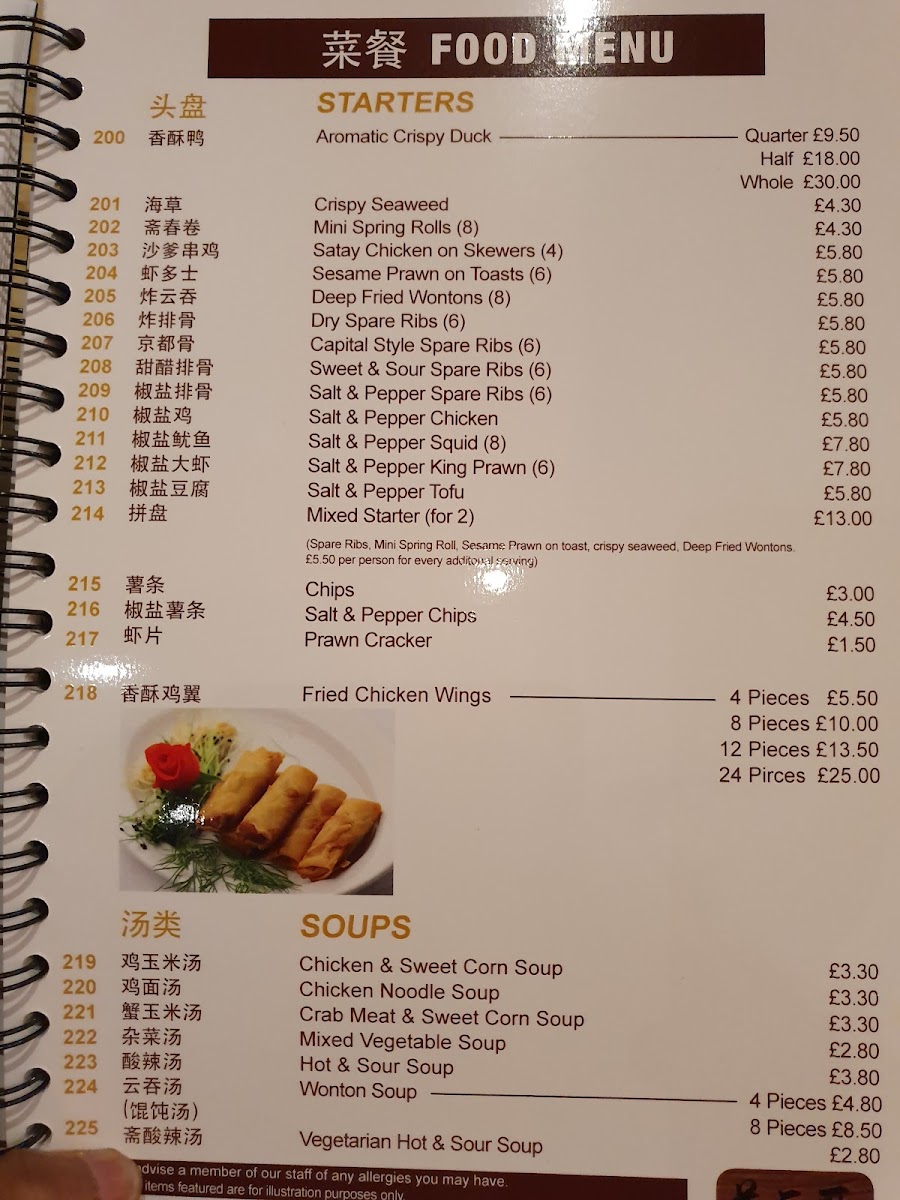 菜餐 FOOD MENU
头盘 STARTERS
200 香酥鸭 Aromatic Crispy Duck Quarter £9.50
Half £18.00
Whole £30.00
201 海草 Crispy Seaweed £4.30
202 斋春卷 Mini Spring Rolls (8) £4.30
203 沙爹串鸡 Satay Chicken on Skewers (4) £5.80
204 虾多士 Sesame Prawn on Toasts (6) £5.80
205 炸云吞 Deep Fried Wontons (8) £5.80
206 炸排骨 Dry Spare Ribs (6) £5.80
207 京都骨 Capital Style Spare Ribs (6) £5.80
208 甜醋排骨 Sweet & Sour Spare Ribs (6) £5.80
209 椒盐排骨 Salt & Pepper Spare Ribs (6) £5.80
210 椒盐鸡 Salt & Pepper Chicken £5.80
211 椒盐鱿鱼 Salt & Pepper Squid (8) £7.80
212 椒盐大虾 Salt & Pepper King Prawn (6) £7.80
213 椒盐豆腐 Salt & Pepper Tofu £5.80
214 拼盘 Mixed Starter (for 2) £13.00
(Spare Ribs, Mini Spring Roll, Sesame Prawn on toast, crispy seaweed, Deep Fried Wontons.
£5.50 per person for every additoual serving)
215 薯条 Chips £3.00
216 椒盐薯条 Salt & Pepper Chips £4.50
217 虾片 Prawn Cracker £1.50
218 香酥鸡翼 Fried Chicken Wings 4 Pieces £5.50
8 Pieces £10.00
12 Pieces £13.50
24 Pirces £25.00
汤类 SOUPS
219 鸡玉米汤 Chicken & Sweet Corn Soup £3.30
220 鸡面汤 Chicken Noodle Soup £3.30
221 蟹玉米汤 Crab Meat & Sweet Corn Soup £3.30
222 杂菜汤 Mixed Vegetable Soup £2.80
223 酸辣汤 Hot & Sour Soup £3.80
224 云吞汤 Wonton Soup 4 Pieces £4.80
(馄饨汤) 8 Pieces £8.50
225 斋酸辣汤 Vegetarian Hot & Sour Soup £2.80
advise a member of our staff of any allergies you may have.
items featured are for illustration purposes only.